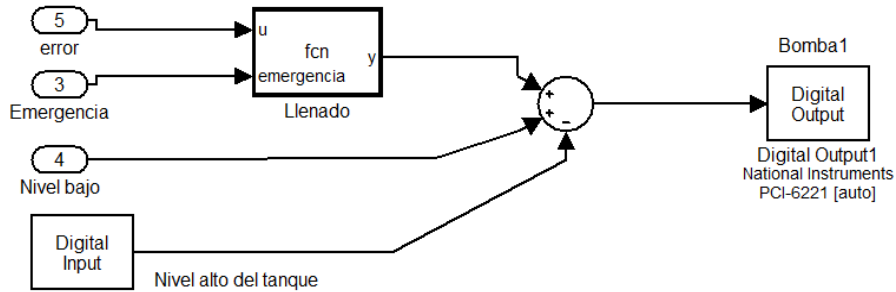 5
error
3
Emergencia
u
emergencia
fcn
y
Llenado
4
Nivel bajo
Digital
Input
Nivel alto del tanque
+
+
−
Bomba1
Digital
Output
Digital Output1
National Instruments
PCI-6221 [auto]